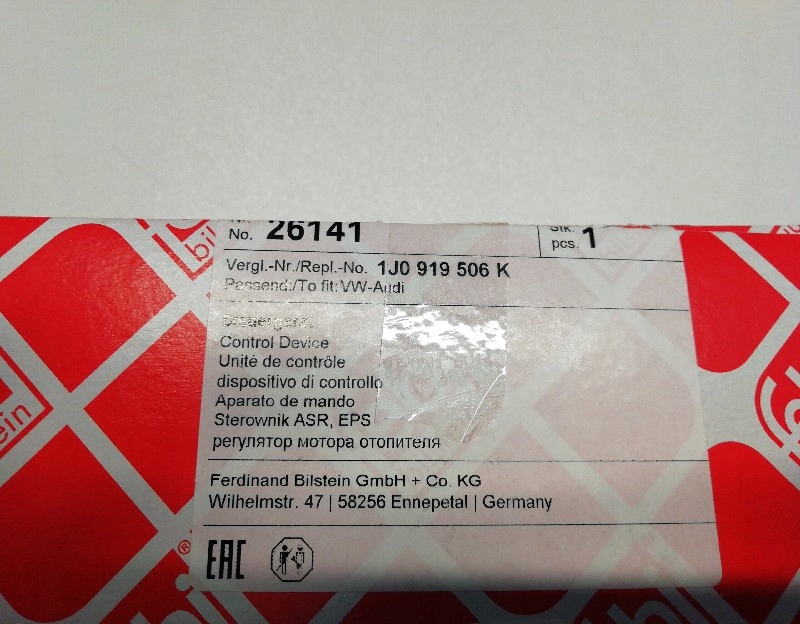 Nr.
No. 26141
Stk.
pcs. 1
Vergl.-Nr./Repl.-No. 1J0 919 506 K
Passend:/To fit:VW-Audi
Steuergerät
Control Device
Unité de contrôle
dispositivo di controllo
Aparato de mando
Sterownik ASR, EPS
регулятор мотора отопителя
Ferdinand Bilstein GmbH + Co. KG
Wilhelmstr. 47 | 58256 Ennepetal | Germany
EAC
®